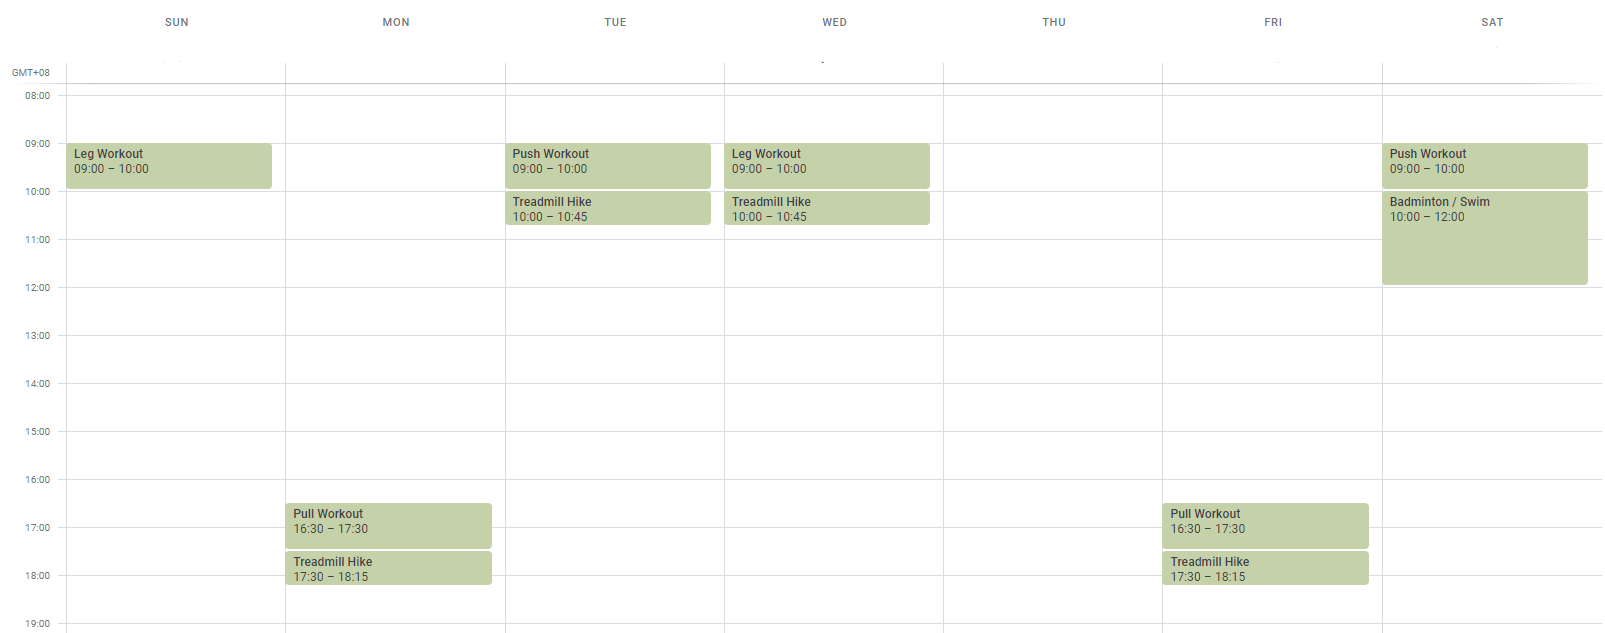 SUN MON TUE WED THU FRI SAT
GMT+08
08:00
09:00
Leg Workout
09:00 – 10:00
Push Workout
09:00 – 10:00
Leg Workout
09:00 – 10:00
Push Workout
09:00 – 10:00
10:00
Treadmill Hike
10:00 – 10:45
Treadmill Hike
10:00 – 10:45
Badminton / Swim
10:00 – 12:00
11:00
12:00
13:00
14:00
15:00
16:00
Pull Workout
16:30 – 17:30
Pull Workout
16:30 – 17:30
17:00
Treadmill Hike
17:30 – 18:15
Treadmill Hike
17:30 – 18:15
18:00
19:00